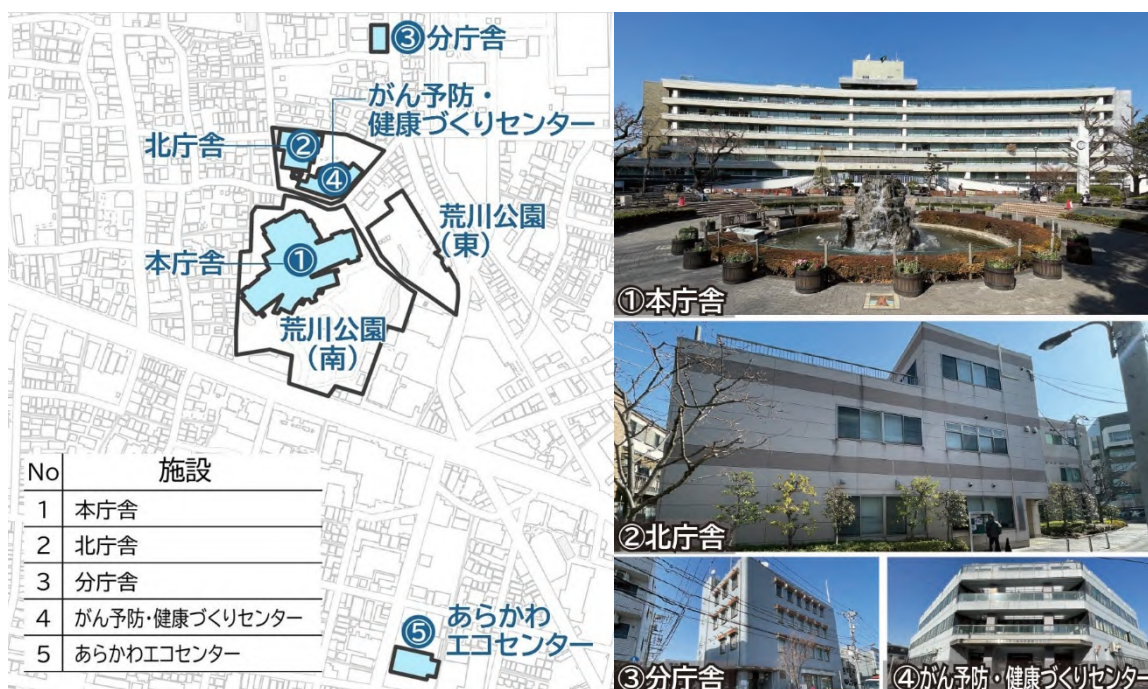 ③分庁舎
がん予防・
健康づくりセンター
北庁舎
②
④
荒川公園
(東)
本庁舎
①
荒川公園
(南)
No 施設
1 本庁舎
2 北庁舎
3 分庁舎
4 がん予防・健康づくりセンター
5 あらかわエコセンター
あらかわ
⑤エコセンター
①本庁舎
②北庁舎
③分庁舎
④がん予防・健康づくりセンター